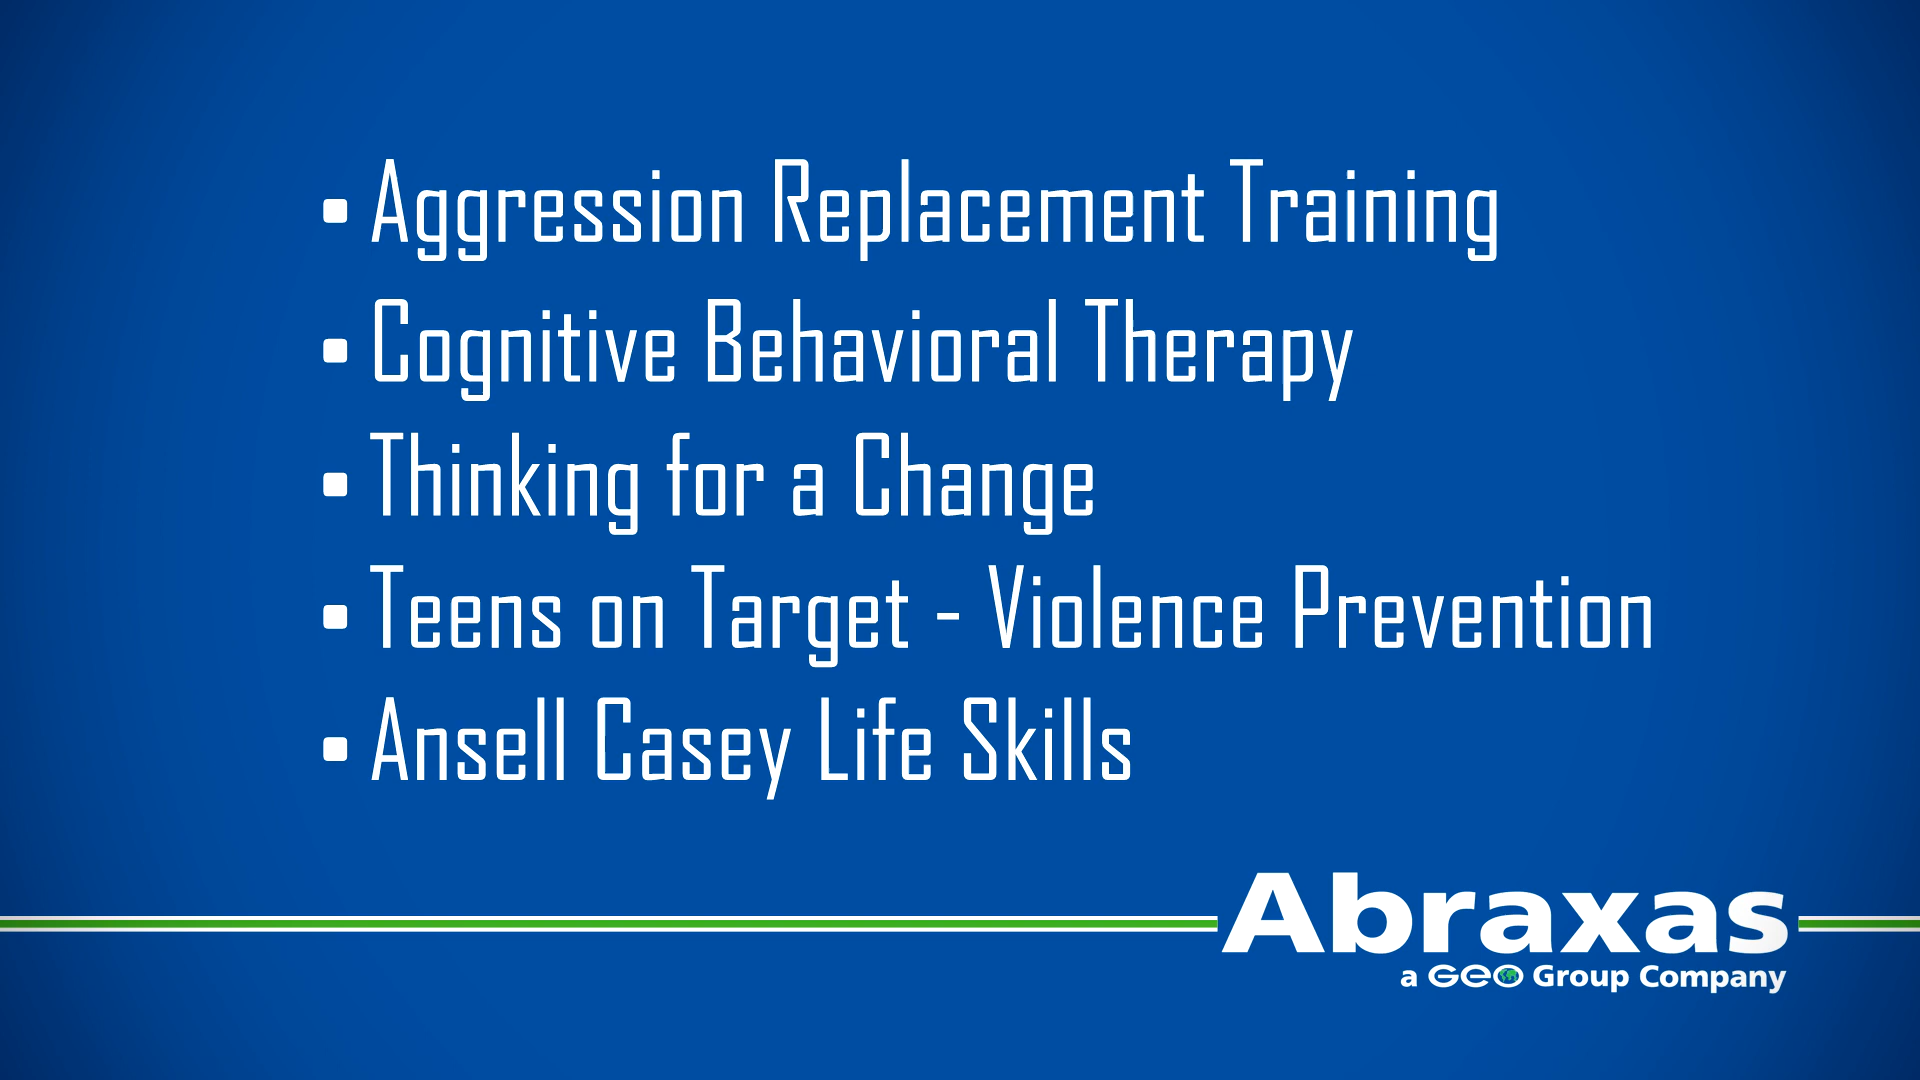 ▪ Aggression Replacement Training
▪ Cognitive Behavioral Therapy
▪ Thinking for a Change
▪ Teens on Target - Violence Prevention
▪ Ansell Casey Life Skills
Abraxas
a GEO Group Company